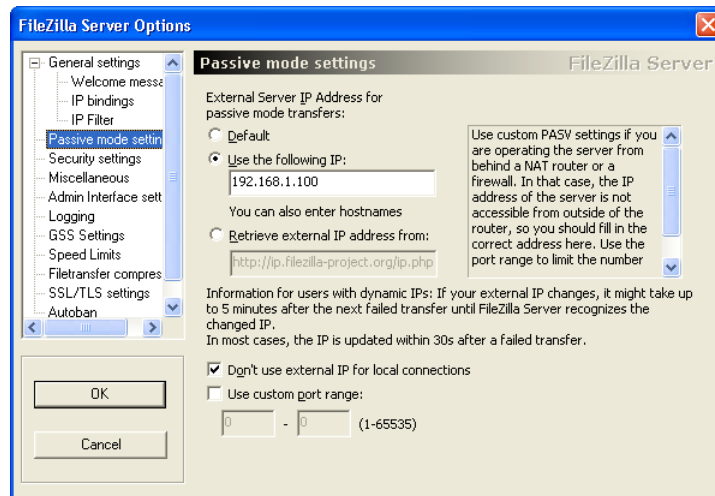 FileZilla Server Options
General settings
Welcome messa
IP bindings
IP Filter
Passive mode settin
Security settings
Miscellaneous
Admin Interface sett
Logging
GSS Settings
Speed Limits
Filetransfer compres
SSL/TLS settings
Autoban
OK
Cancel
Passive mode settings
FileZilla Server
External Server IP Address for
passive mode transfers:
Default
Use the following IP:
192.168.1.100
You can also enter hostnames
Retrieve external IP address from:
http://ip.filezilla-project.org/ip.php
Use custom PASV settings if you
are operating the server from
behind a NAT router or a
firewall. In that case, the IP
address of the server is not
accessible from outside of the
router, so you should fill in the
correct address here. Use the
port range to limit the number
Information for users with dynamic IPs: If your external IP changes, it might take up
to 5 minutes after the next failed transfer until FileZilla Server recognizes the
changed IP.
In most cases, the IP is updated within 30s after a failed transfer.
Don't use external IP for local connections
Use custom port range:
0 - 0 (1-65535)